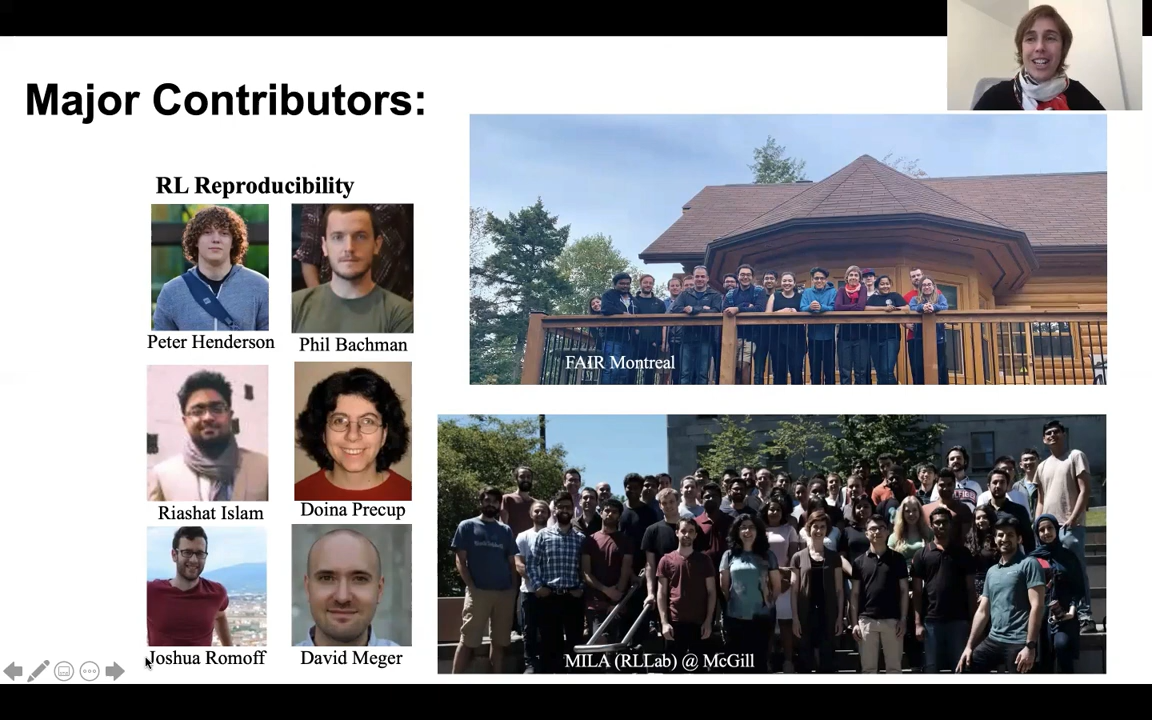 Major Contributors:
RL Reproducibility
Peter Henderson
Phil Bachman
Riashat Islam
Doina Precup
Joshua Romoff
David Meger
FAIR Montreal
MILA (RLLab) @ McGill